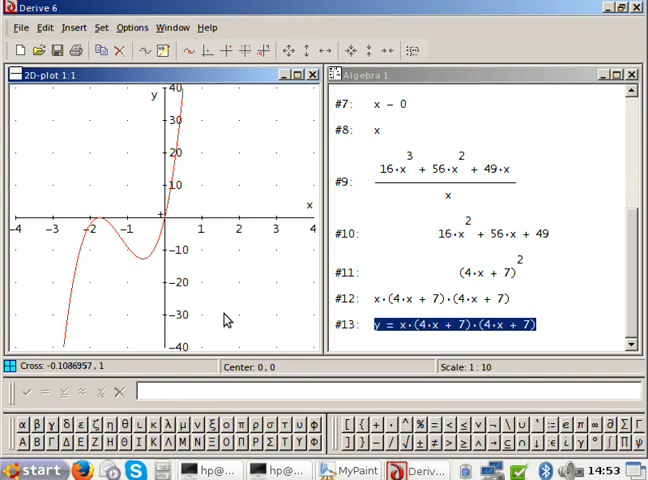 Derive 6
File Edit Insert Set Options Window Help
2D-plot 1:1
y
40
30
20
10
x
-4 -3 -2 -1 1 2 3 4
-10
-20
-30
-40
Algebra 1
#7: x - 0
#8: x
#9: (16·x³ + 56·x² + 49·x) / x
#10: 16·x² + 56·x + 49
#11: (4·x + 7)²
#12: x·(4·x + 7)·(4·x + 7)
#13: y = x·(4·x + 7)·(4·x + 7)
Cross: -0.1086957, 1 Center: 0, 0 Scale: 1 : 10
α β γ δ ε ζ η θ ι κ λ μ ν ξ ο π ρ σ τ υ φ
Α Β Γ Δ Ε Ζ Η Θ Ι Κ Λ Μ Ν Ξ Ο Π Ρ Σ Τ Υ Φ
start hp@... hp@... MyPaint Deriv... 14:53